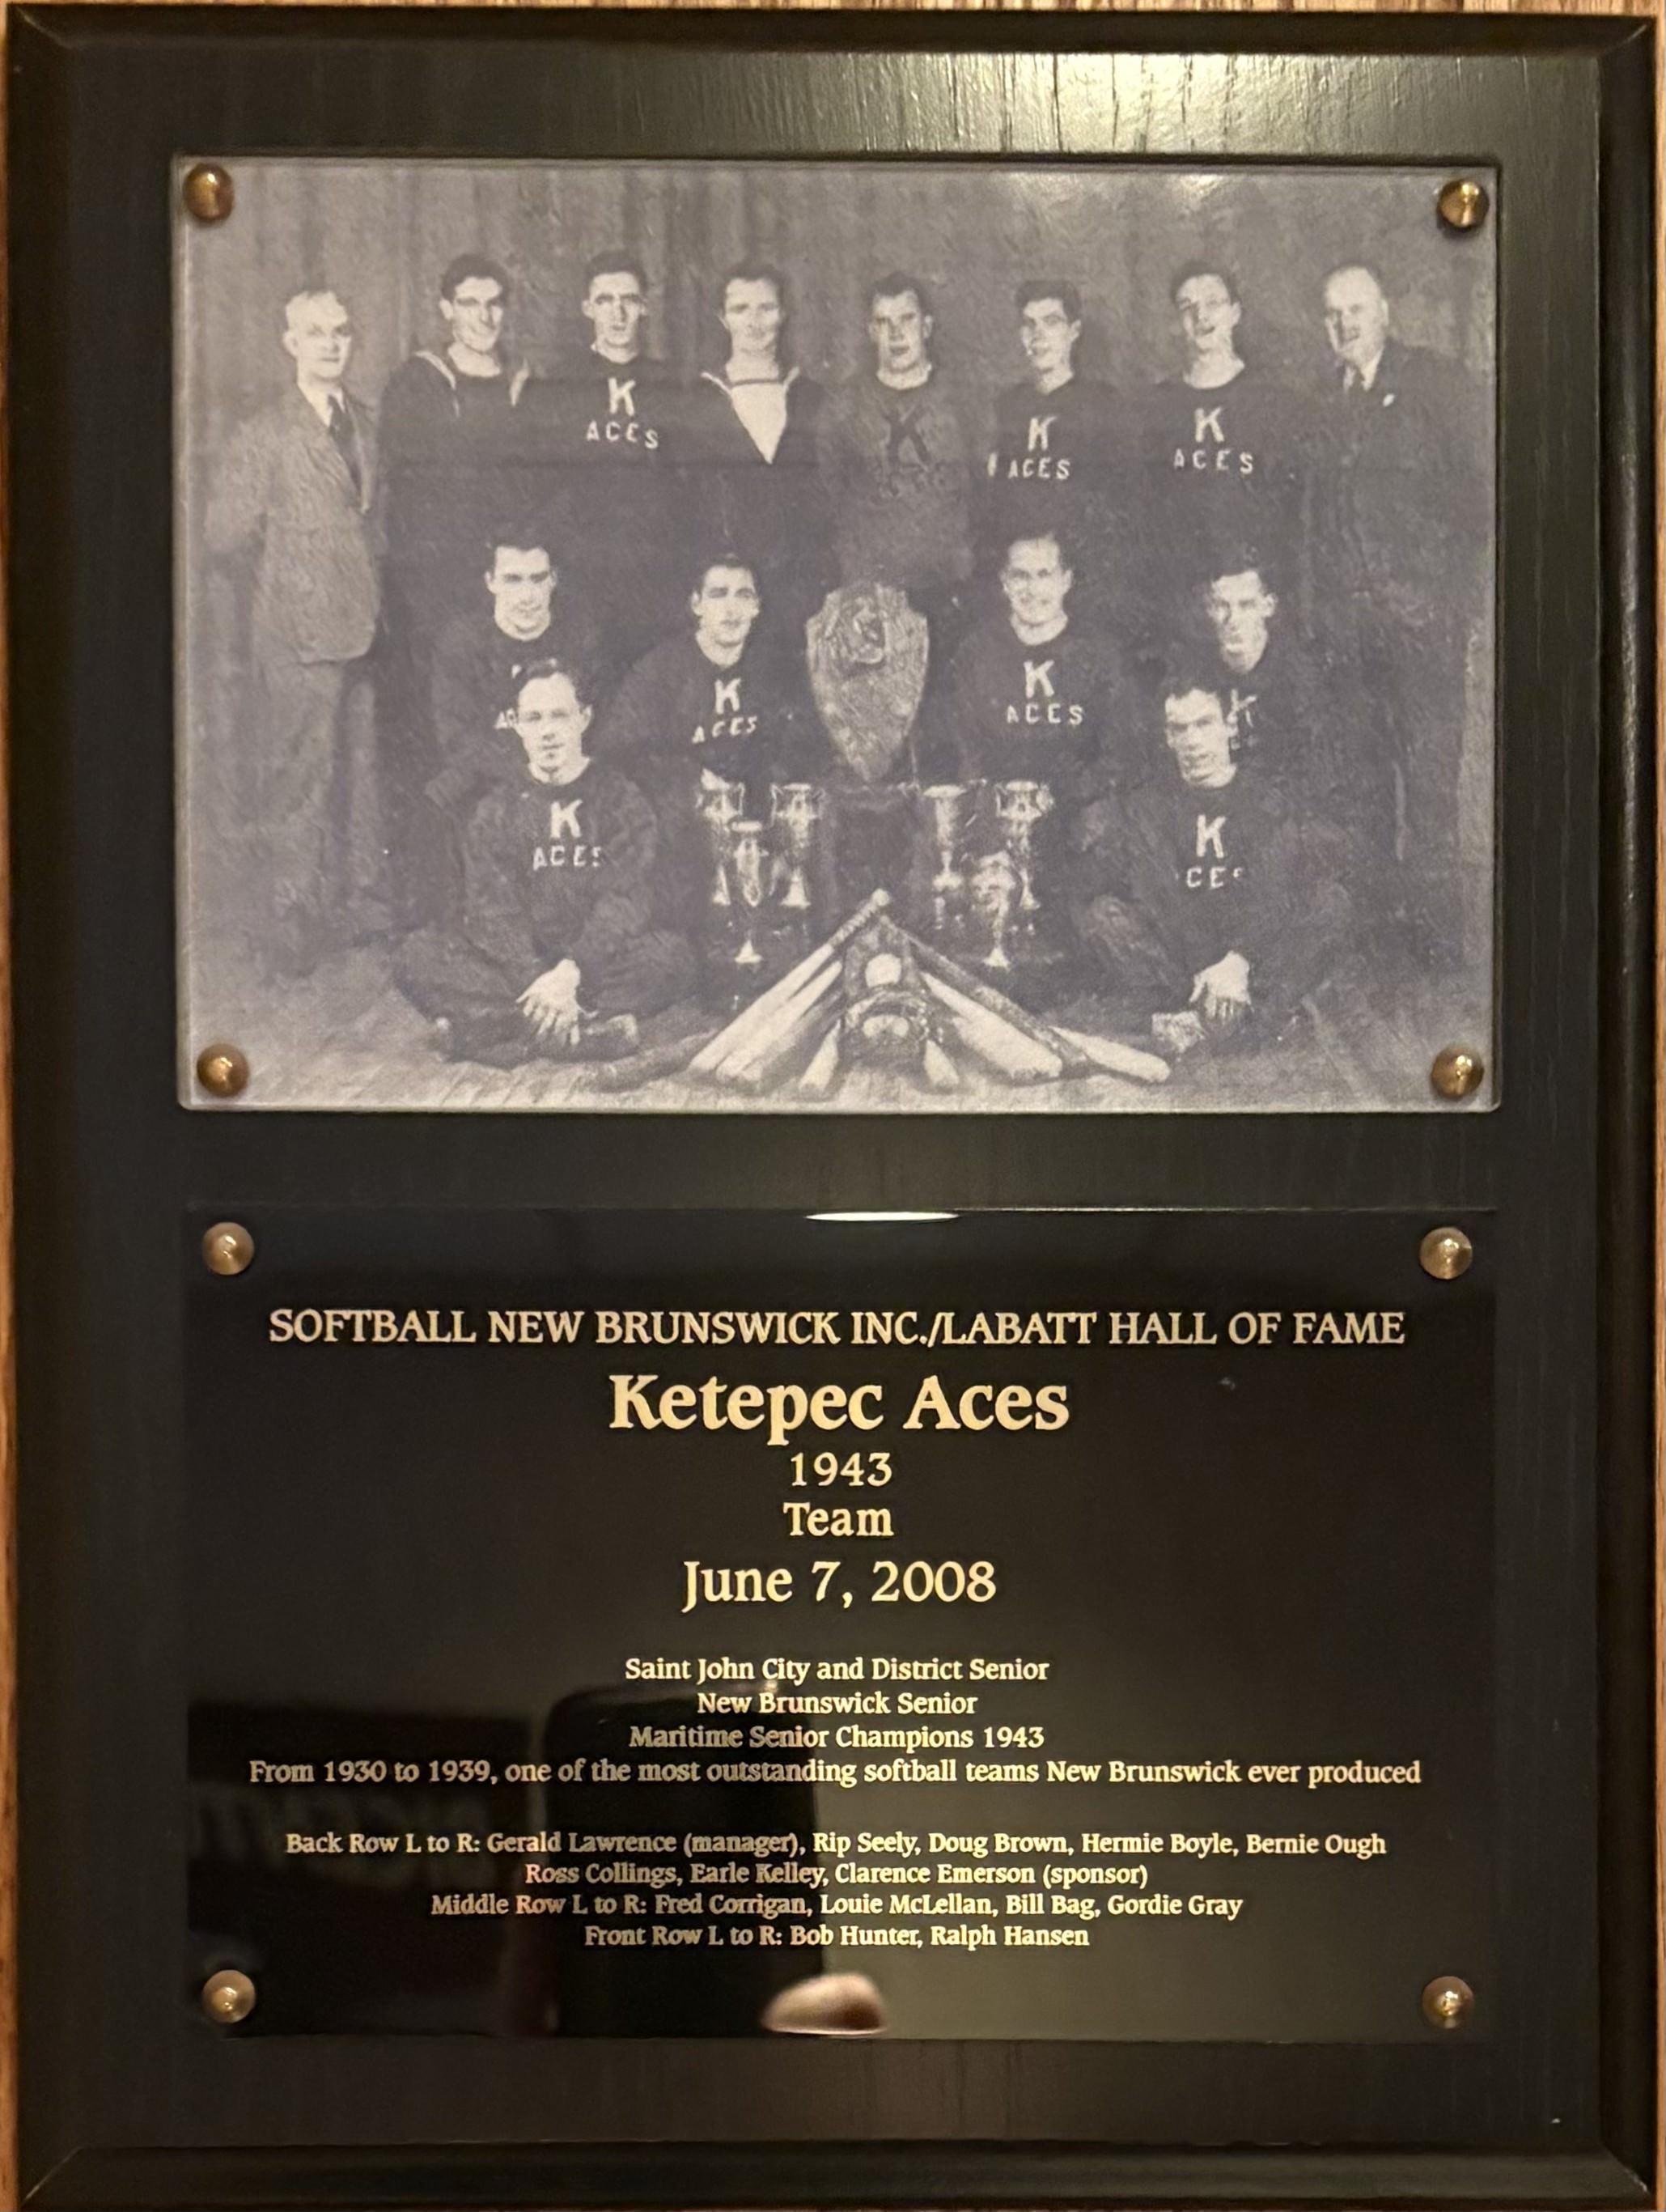 K
ACES
K
K
ACES
K
ACES
K
ACES
K
ACES
K
K
ACES
K
SOFTBALL NEW BRUNSWICK INC./LABATT HALL OF FAME
Ketepec Aces
1943
Team
June 7, 2008
Saint John City and District Senior
New Brunswick Senior
Maritime Senior Champions 1943
From 1930 to 1939, one of the most outstanding softball teams New Brunswick ever produced
Back Row L to R: Gerald Lawrence (manager), Rip Seely, Doug Brown, Hermie Boyle, Bernie Ough
Ross Collings, Earle Kelley, Clarence Emerson (sponsor)
Middle Row L to R: Fred Corrigan, Louie McLellan, Bill Bag, Gordie Gray
Front Row L to R: Bob Hunter, Ralph Hansen